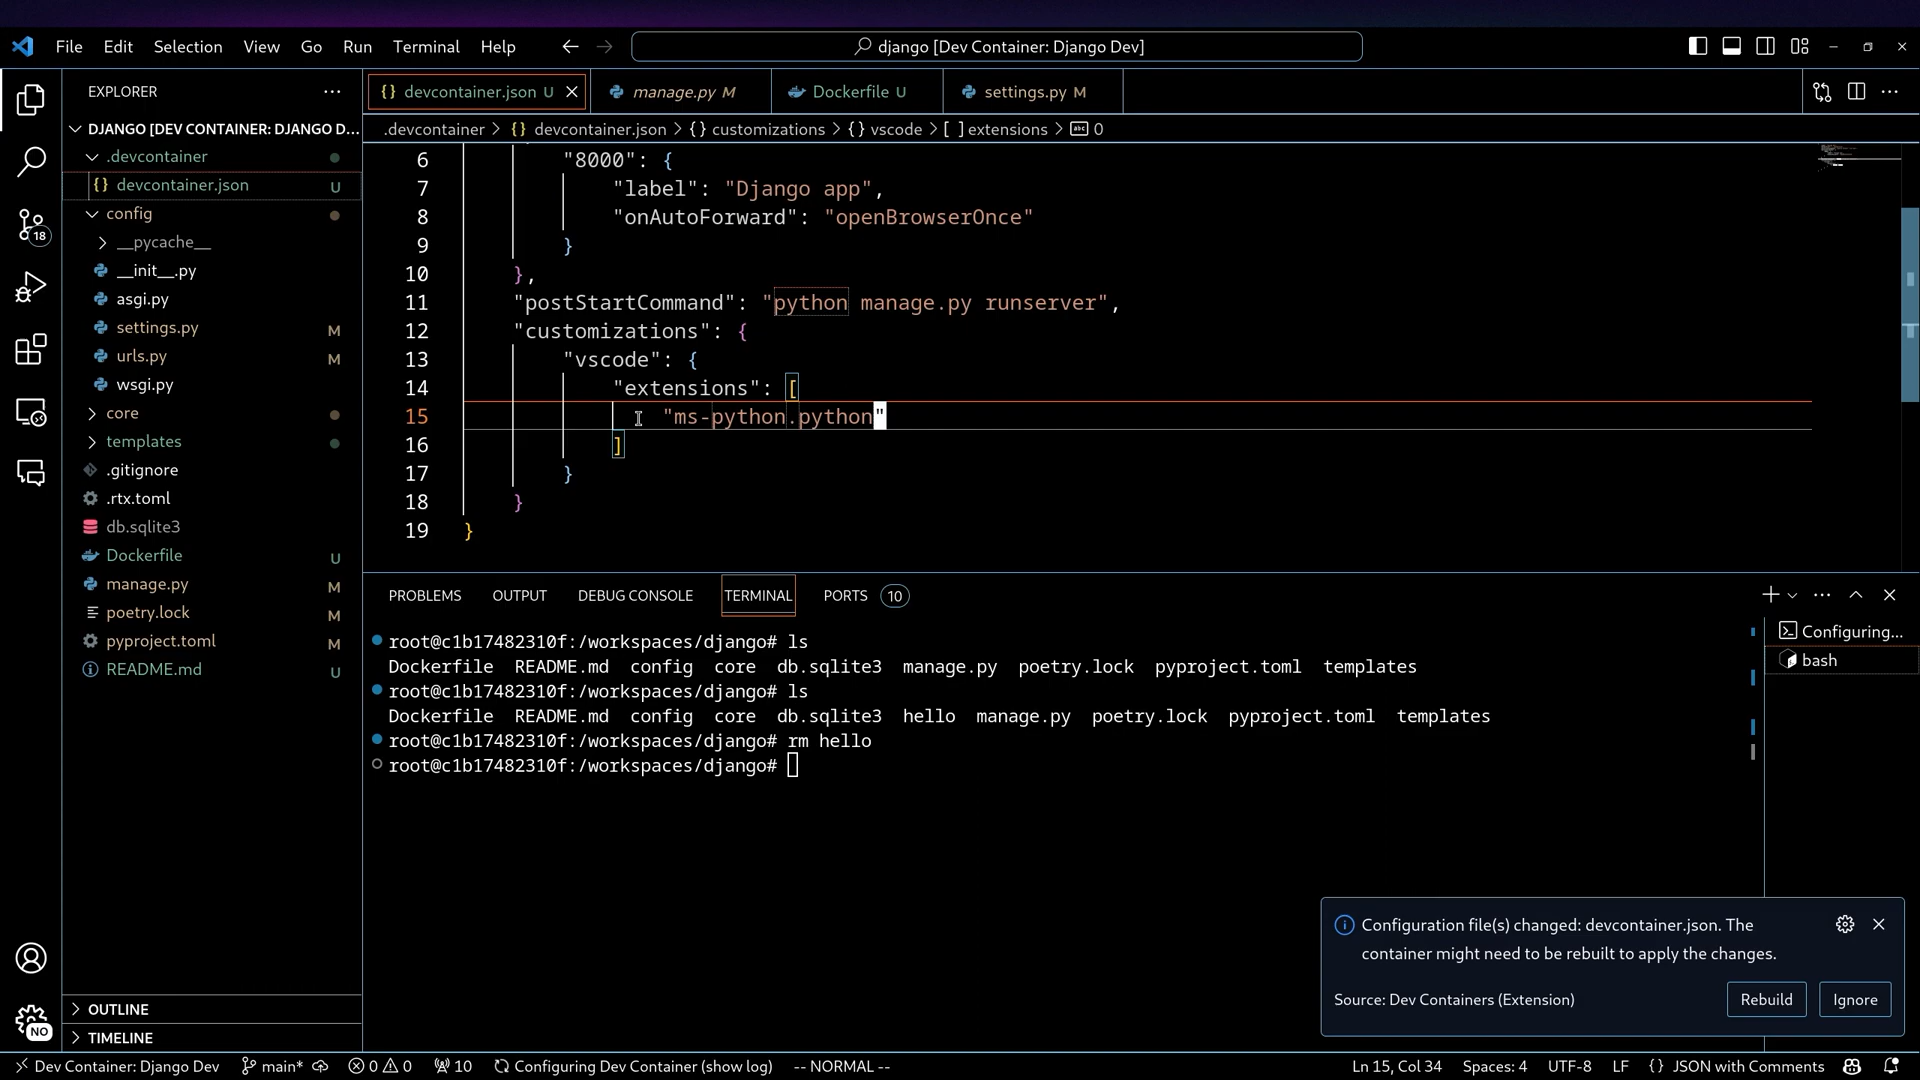 File Edit Selection View Go Run Terminal Help
django [Dev Container: Django Dev]
EXPLORER
DJANGO [DEV CONTAINER: DJANGO D...
.devcontainer
{} devcontainer.json U
config
__pycache__
__init__.py
asgi.py
settings.py M
urls.py M
wsgi.py
core
templates
.gitignore
.rtx.toml
db.sqlite3
Dockerfile U
manage.py M
poetry.lock M
pyproject.toml M
README.md U
OUTLINE
TIMELINE
18
NO
{} devcontainer.json U
manage.py M
Dockerfile U
settings.py M
.devcontainer > {} devcontainer.json > {} customizations > {} vscode > [ ] extensions > abc 0
6 "8000": {
7 "label": "Django app",
8 "onAutoForward": "openBrowserOnce"
9 }
10 },
11 "postStartCommand": "python manage.py runserver",
12 "customizations": {
13 "vscode": {
14 "extensions": [
15 "ms-python.python"
16 ]
17 }
18 }
19 }
PROBLEMS OUTPUT DEBUG CONSOLE TERMINAL PORTS 10
root@c1b17482310f:/workspaces/django# ls
Dockerfile README.md config core db.sqlite3 manage.py poetry.lock pyproject.toml templates
root@c1b17482310f:/workspaces/django# ls
Dockerfile README.md config core db.sqlite3 hello manage.py poetry.lock pyproject.toml templates
root@c1b17482310f:/workspaces/django# rm hello
root@c1b17482310f:/workspaces/django#
Configuring...
bash
Configuration file(s) changed: devcontainer.json. The
container might need to be rebuilt to apply the changes.
Source: Dev Containers (Extension)
Rebuild
Ignore
Dev Container: Django Dev main* 0 0 10 Configuring Dev Container (show log) -- NORMAL -- Ln 15, Col 34 Spaces: 4 UTF-8 LF {} JSON with Comments